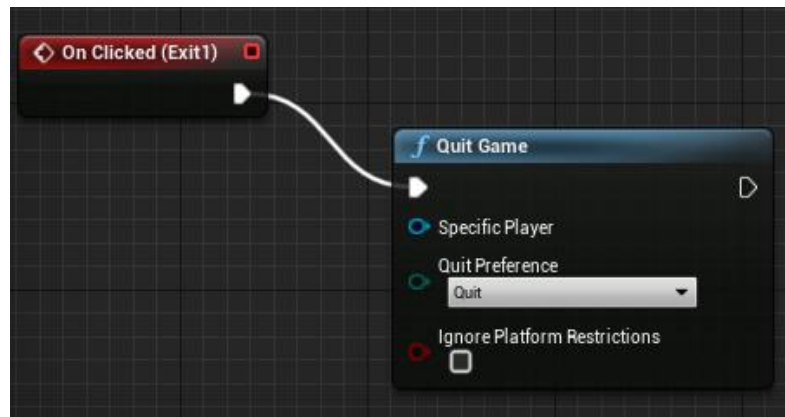 On Clicked (Exit1)
Quit Game
Specific Player
Quit Preference
Quit
Ignore Platform Restrictions